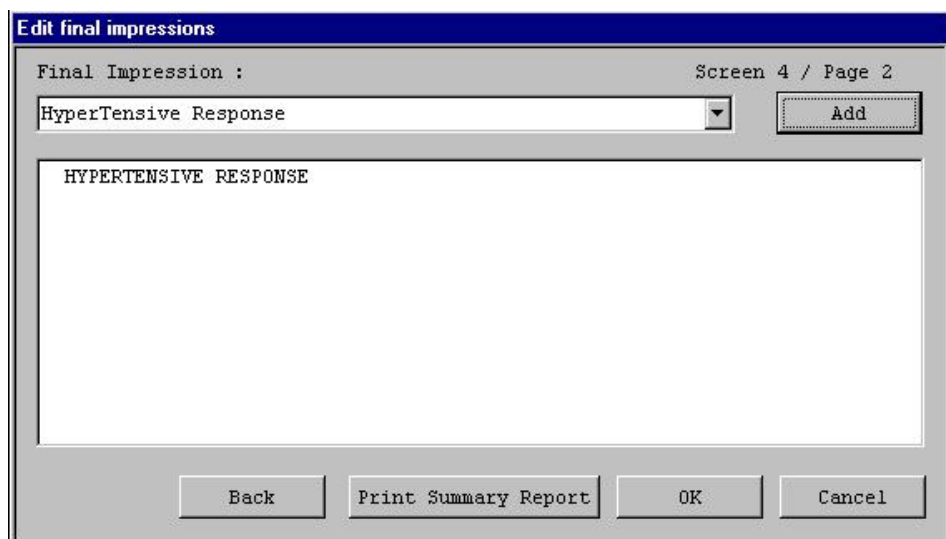 Edit final impressions
Final Impression : Screen 4 / Page 2
HyperTensive Response Add
HYPERTENSIVE RESPONSE
Back Print Summary Report OK Cancel